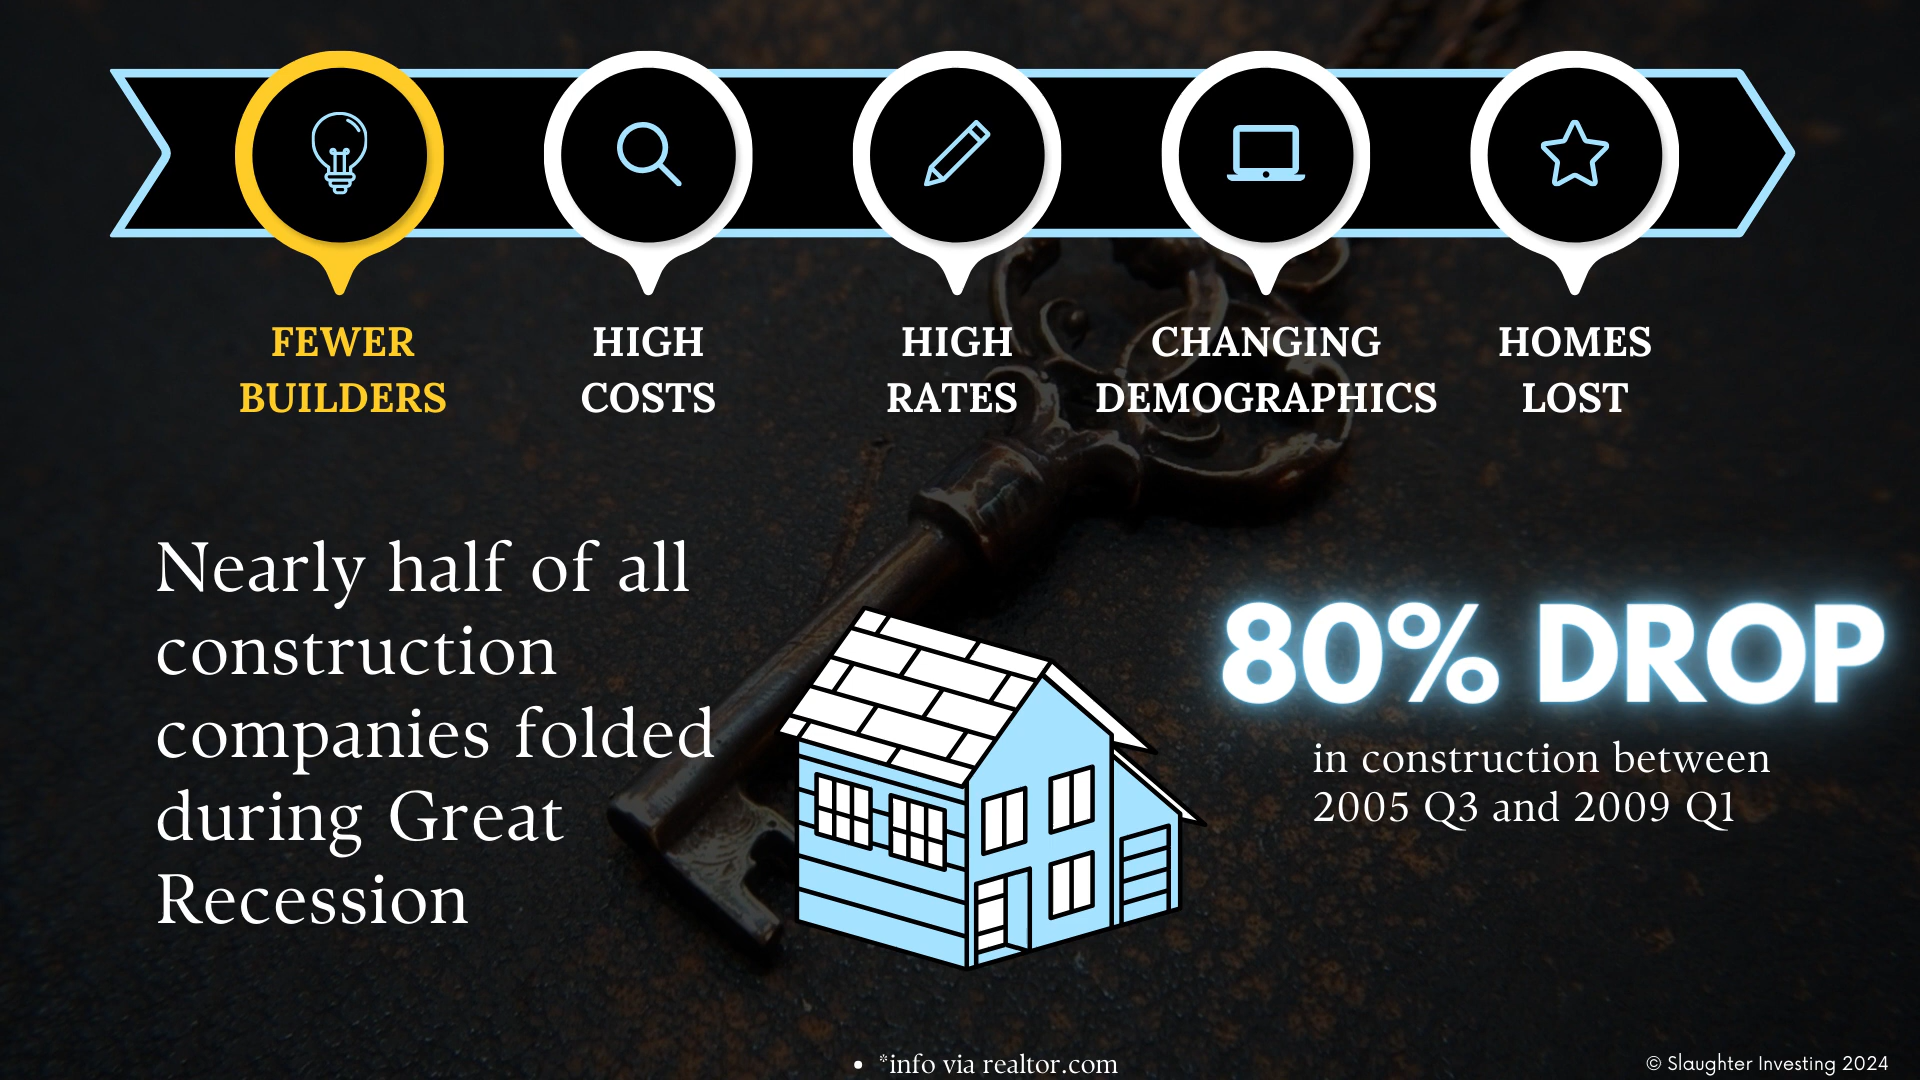 FEWER
BUILDERS
HIGH
COSTS
HIGH
RATES
CHANGING
DEMOGRAPHICS
HOMES
LOST
Nearly half of all
construction
companies folded
during Great
Recession
80% DROP
in construction between
2005 Q3 and 2009 Q1
• *info via realtor.com
© Slaughter Investing 2024